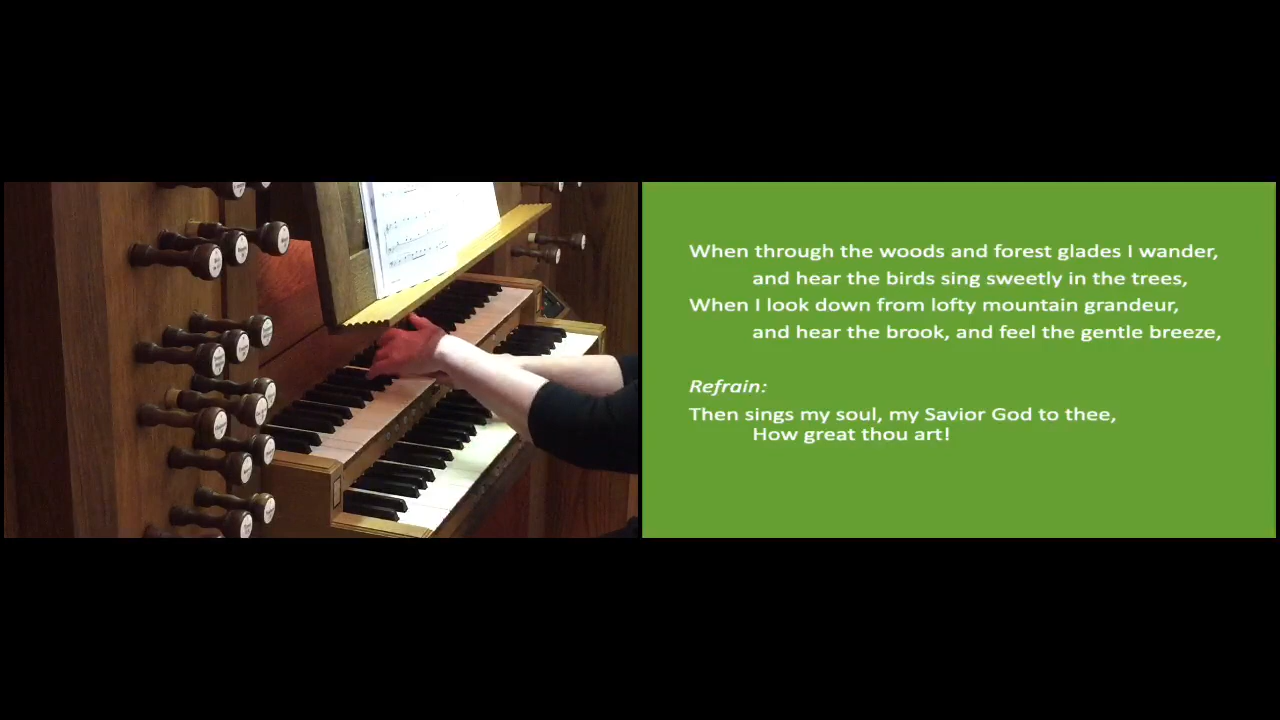 When through the woods and forest glades I wander,
and hear the birds sing sweetly in the trees,
When I look down from lofty mountain grandeur,
and hear the brook, and feel the gentle breeze,
Refrain:
Then sings my soul, my Savior God to thee,
How great thou art!